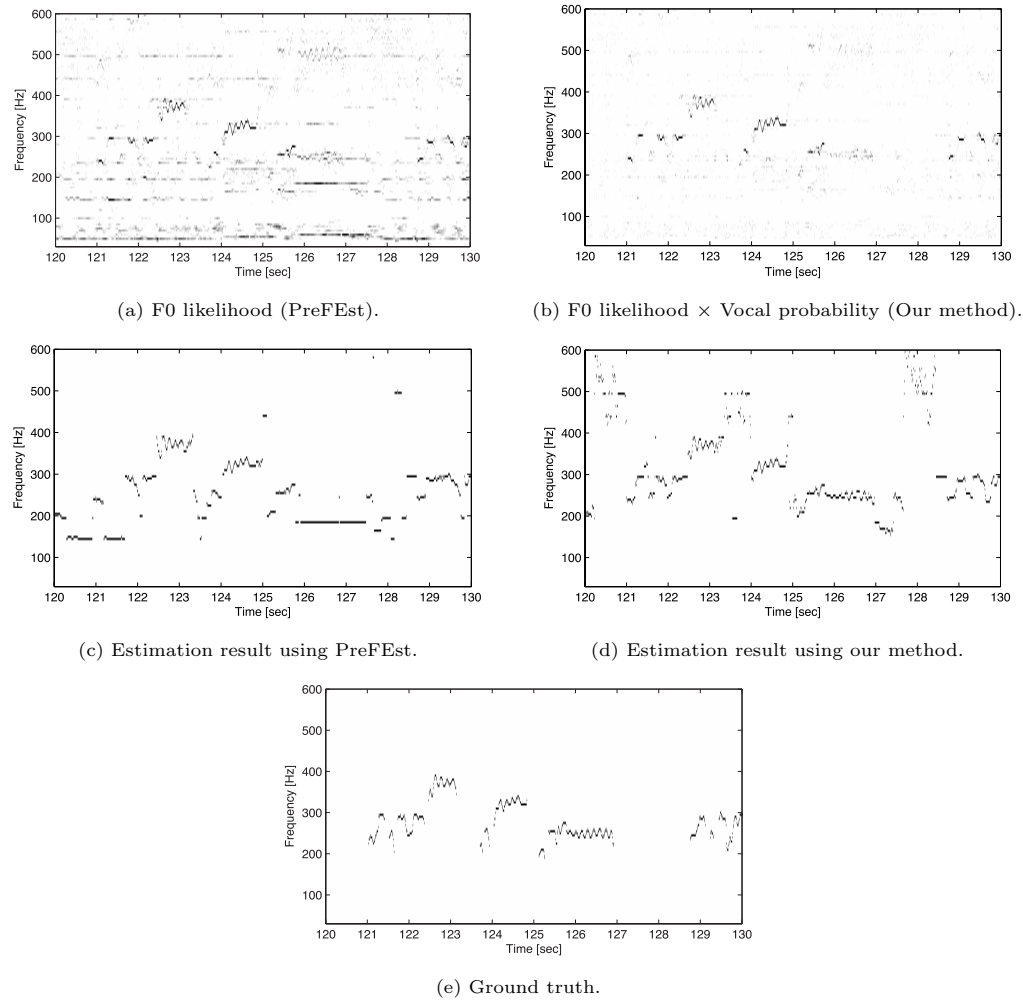 600
500
400
300
200
100
Frequency [Hz]
120 121 122 123 124 125 126 127 128 129 130
Time [sec]
(a) F0 likelihood (PreFEst).
600
500
400
300
200
100
Frequency [Hz]
120 121 122 123 124 125 126 127 128 129 130
Time [sec]
(b) F0 likelihood × Vocal probability (Our method).
600
500
400
300
200
100
Frequency [Hz]
120 121 122 123 124 125 126 127 128 129 130
Time [sec]
(c) Estimation result using PreFEst.
600
500
400
300
200
100
Frequency [Hz]
120 121 122 123 124 125 126 127 128 129 130
Time [sec]
(d) Estimation result using our method.
600
500
400
300
200
100
Frequency [Hz]
120 121 122 123 124 125 126 127 128 129 130
Time [sec]
(e) Ground truth.